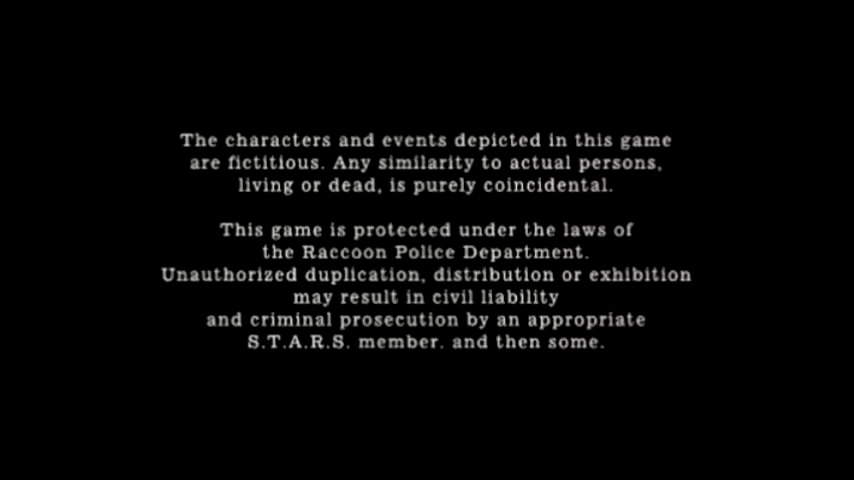 The characters and events depicted in this game
are fictitious. Any similarity to actual persons,
living or dead, is purely coincidental.
This game is protected under the laws of
the Raccoon Police Department.
Unauthorized duplication, distribution or exhibition
may result in civil liability
and criminal prosecution by an appropriate
S.T.A.R.S. member. and then some.